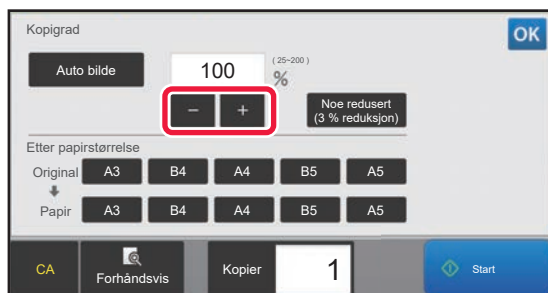 Kopigrad
OK
Auto bilde
100
(25~200)
%
−
+
Noe redusert
(3 % reduksjon)
Etter papirstørrelse
Original A3 B4 A4 B5 A5
Papir A3 B4 A4 B5 A5
CA
Forhåndsvis
Kopier
1
Start